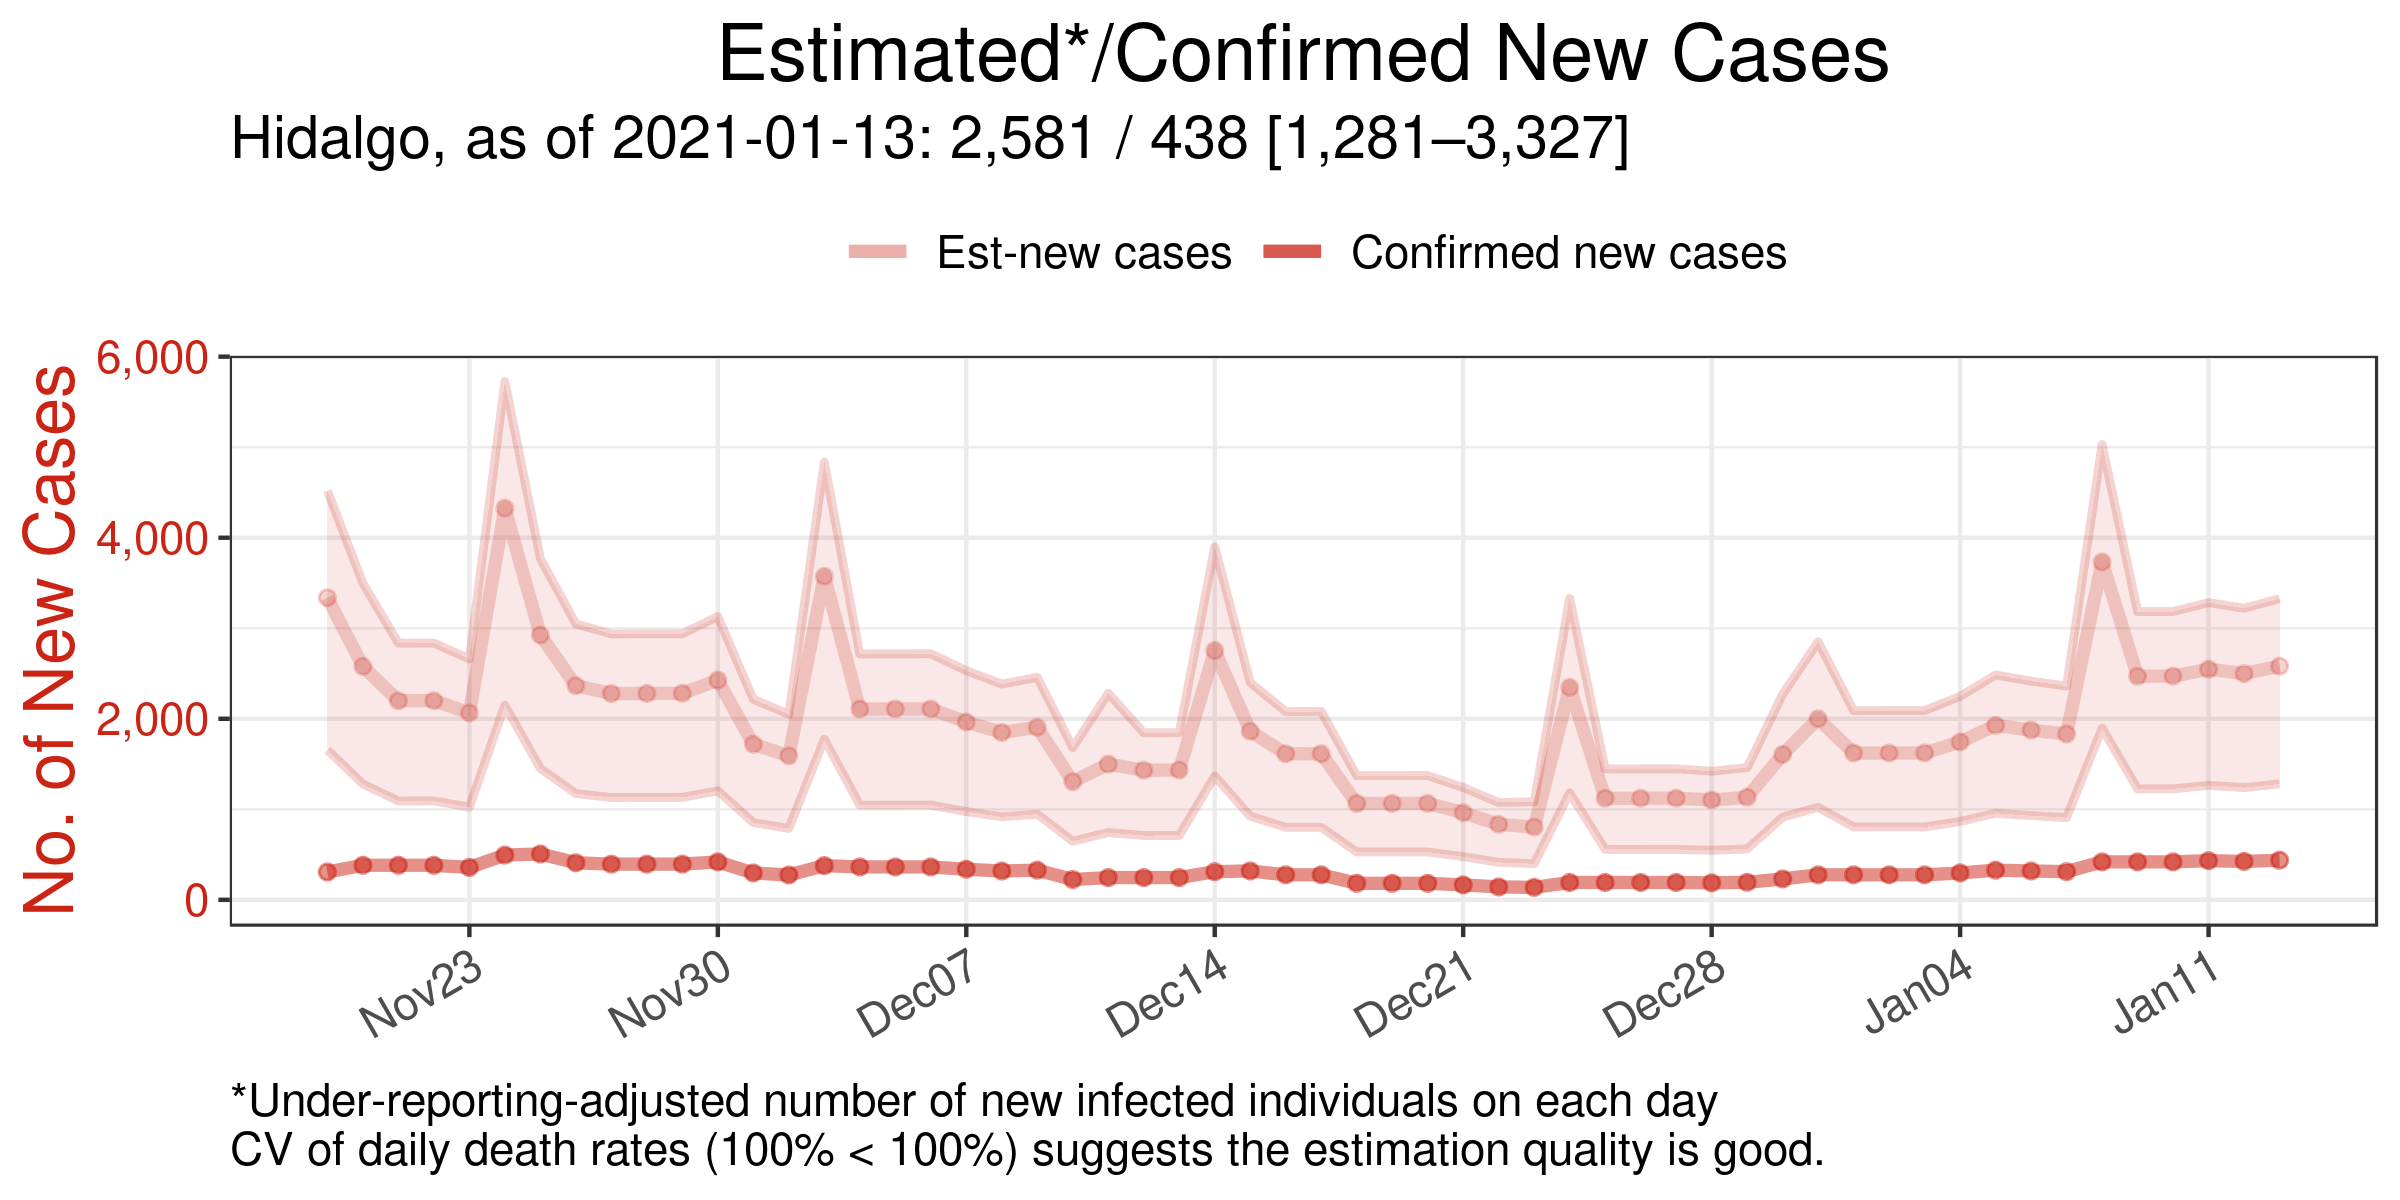 Estimated*/Confirmed New Cases
Hidalgo, as of 2021-01-13: 2,581 / 438 [1,281–3,327]
Est-new cases
Confirmed new cases
No. of New Cases
6,000
4,000
2,000
0
Nov23
Nov30
Dec07
Dec14
Dec21
Dec28
Jan04
Jan11
*Under-reporting-adjusted number of new infected individuals on each day
CV of daily death rates (100% < 100%) suggests the estimation quality is good.